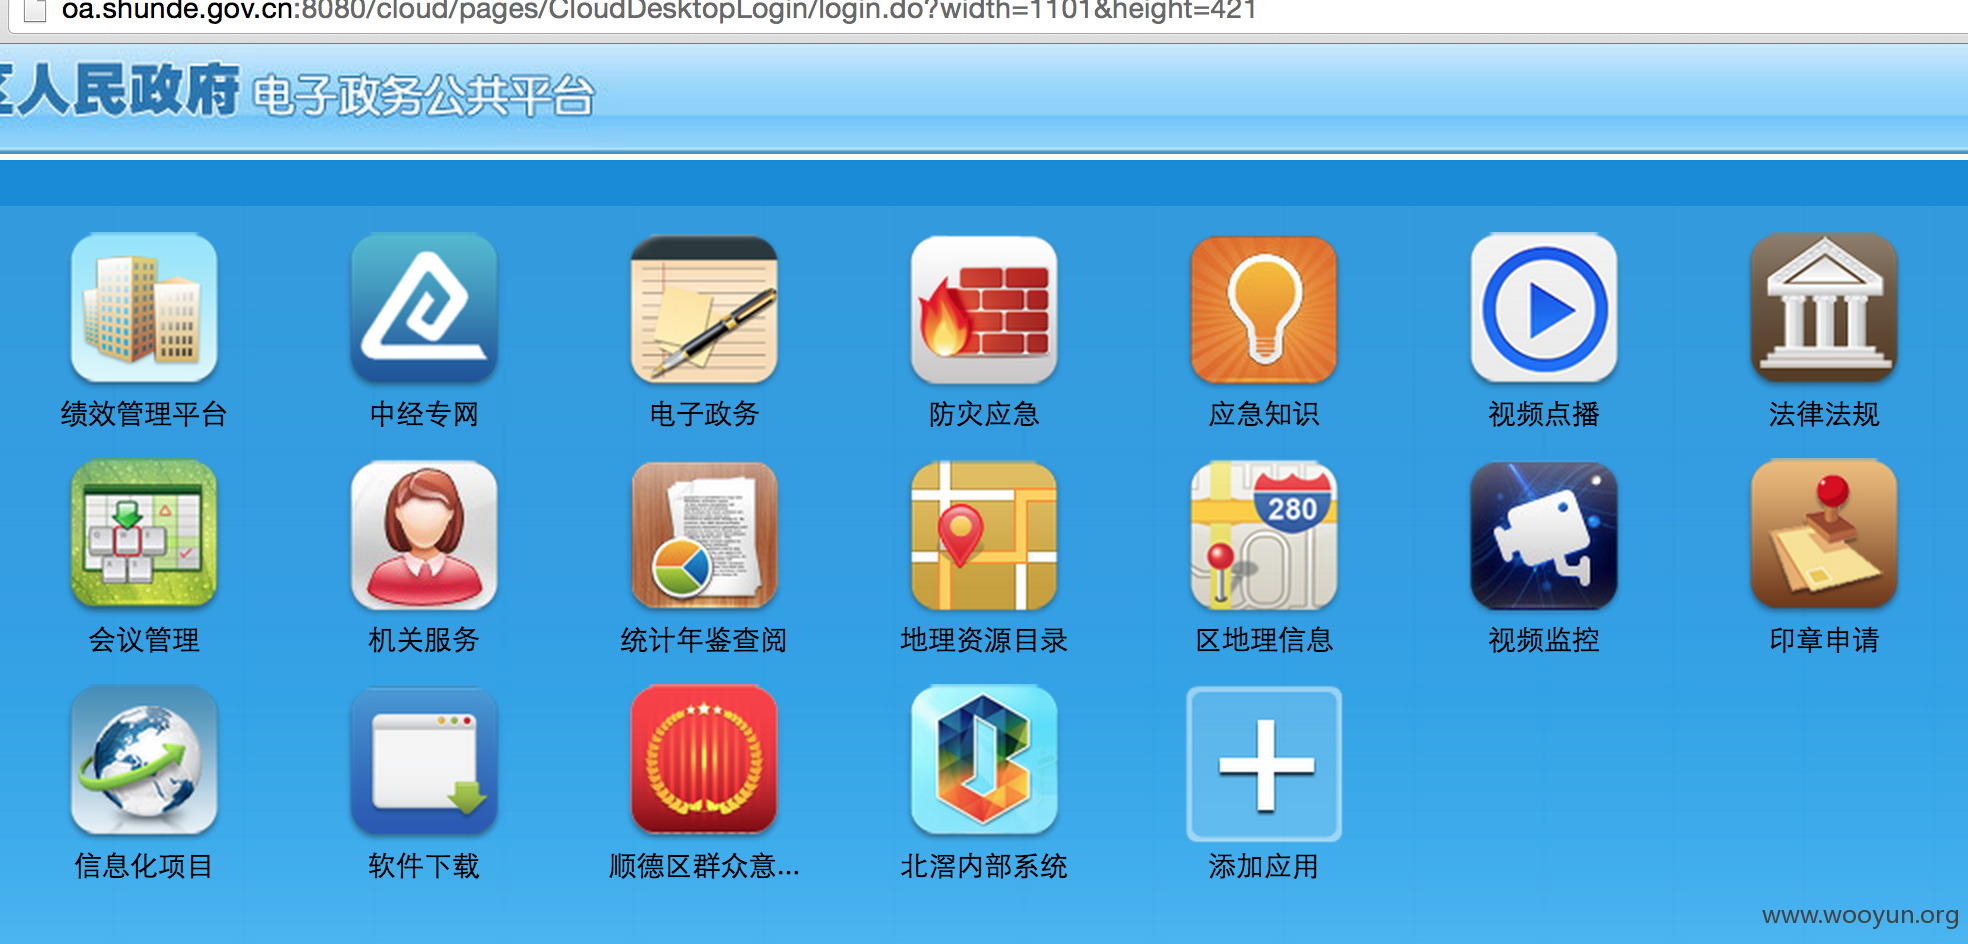 oa.shunde.gov.cn:8080/cloud/pages/CloudDesktopLogin/login.do?width=1101&height=421
区人民政府 电子政务公共平台
绩效管理平台 中经专网 电子政务 防灾应急 应急知识 视频点播 法律法规
280
会议管理 机关服务 统计年鉴查阅 地理资源目录 区地理信息 视频监控 印章申请
信息化项目 软件下载 顺德区群众意... 北滘内部系统 添加应用
www.wooyun.org